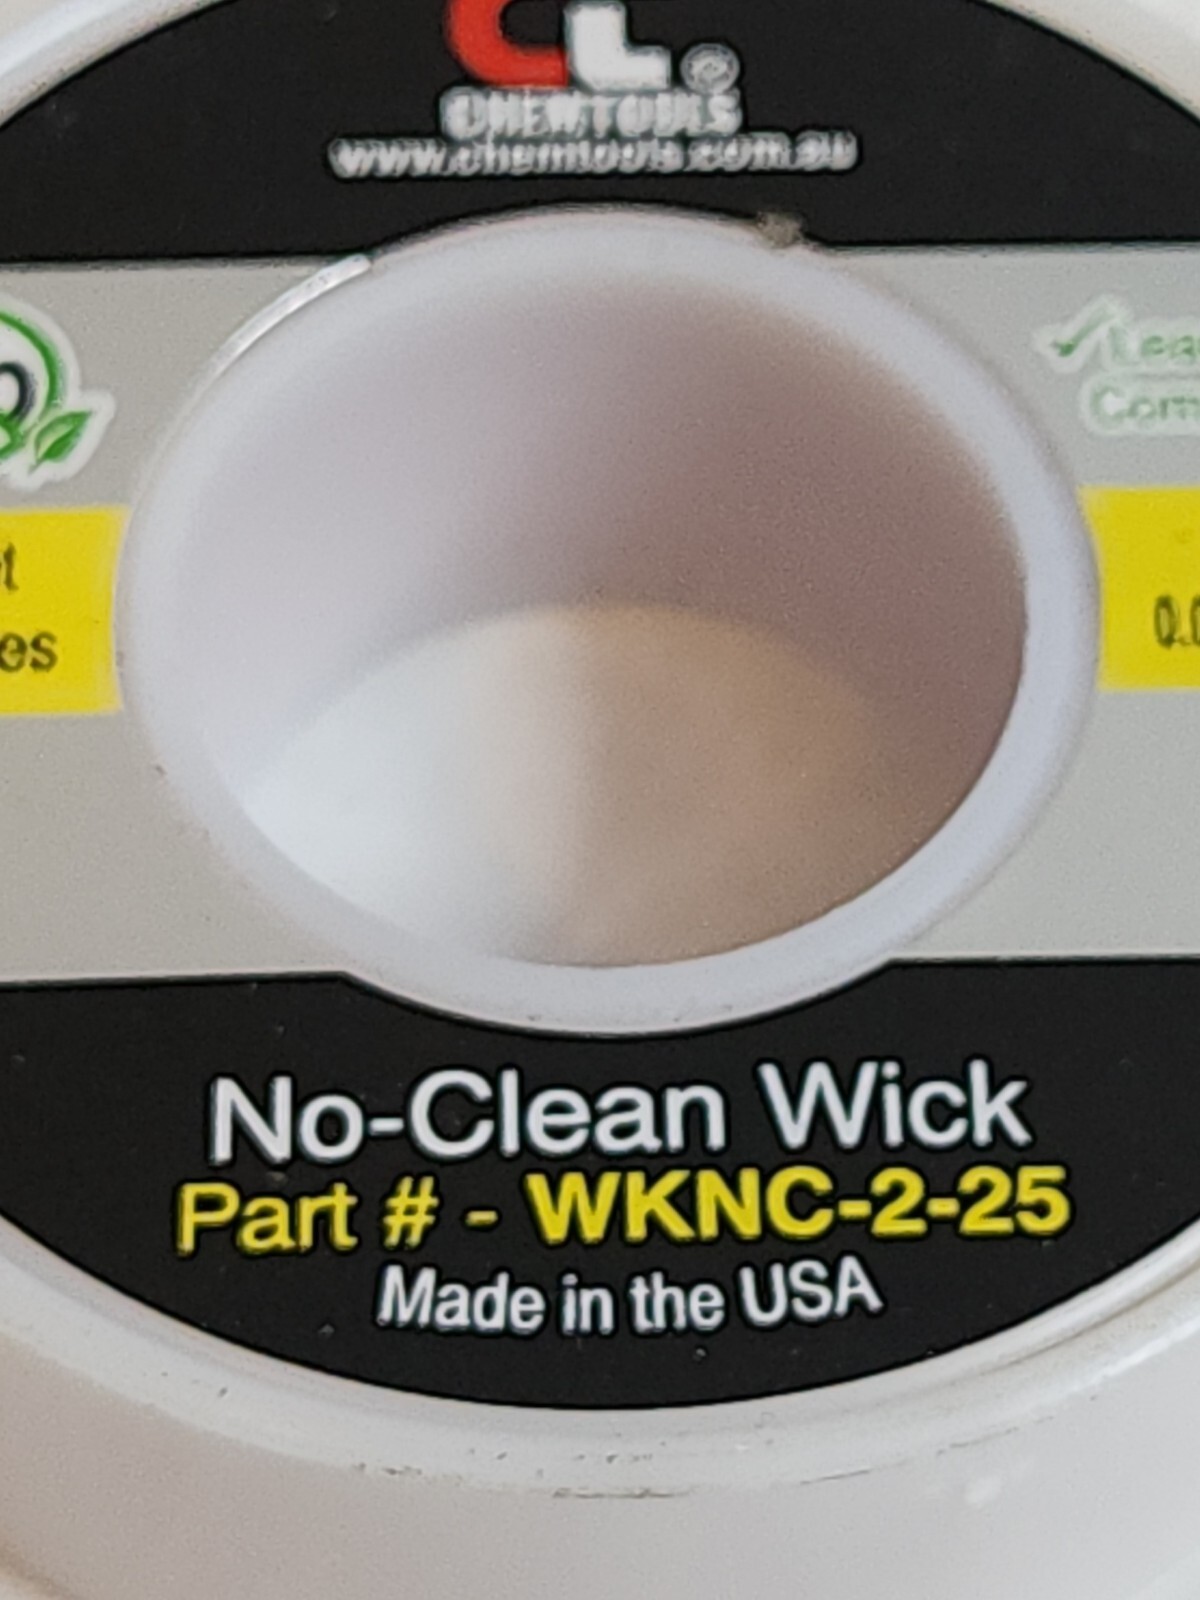 CL®
CHEMTOOLS
www.chemtools.com.au
No-Clean Wick
Part # - WKNC-2-25
Made in the USA